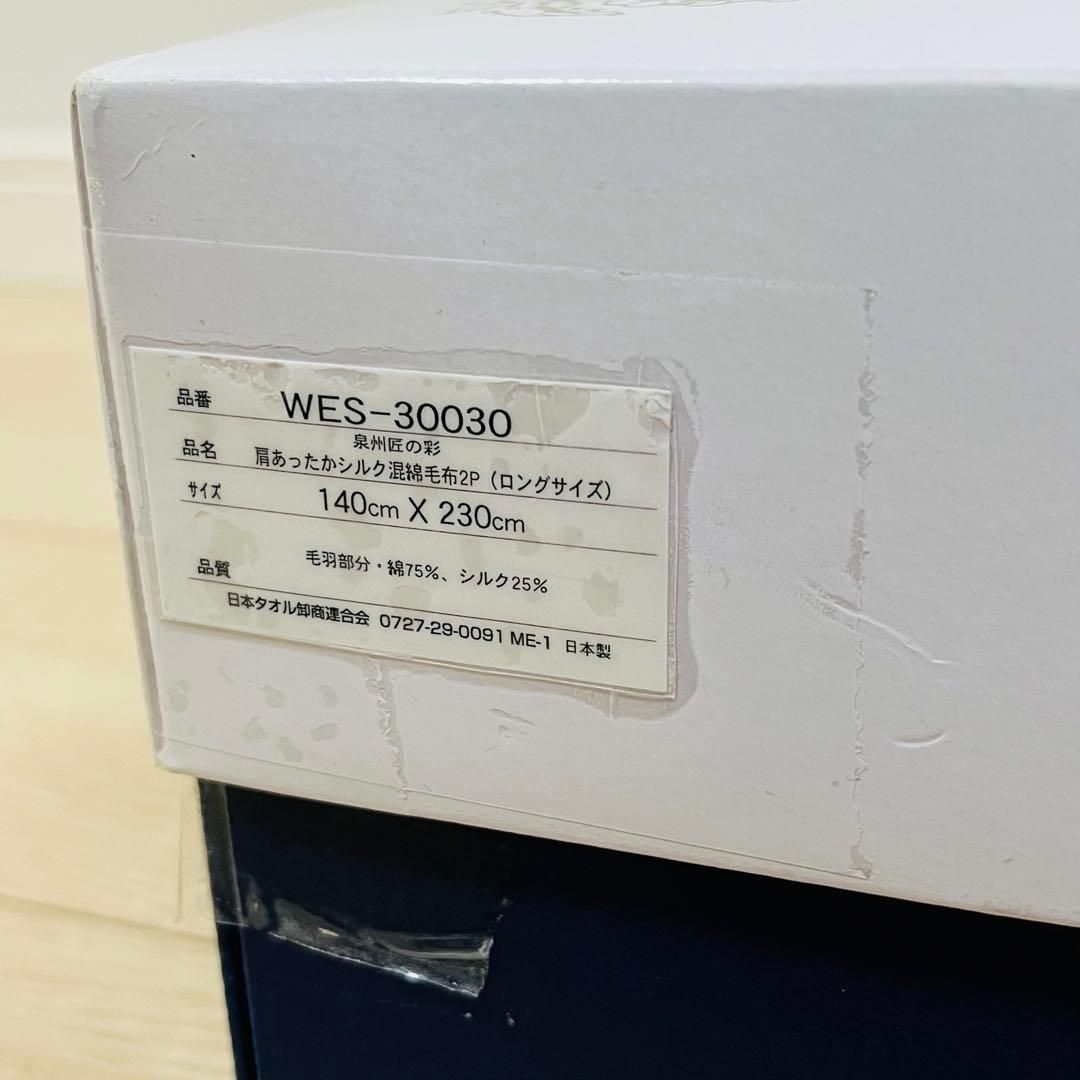 品番 WES-30030
泉州匠の彩
品名 肩あったかシルク混綿毛布2P(ロングサイズ)
サイズ 140cm X 230cm
品質 毛羽部分・綿75%、シルク25%
日本タオル卸商連合会 0727-29-0091 ME-1 日本製